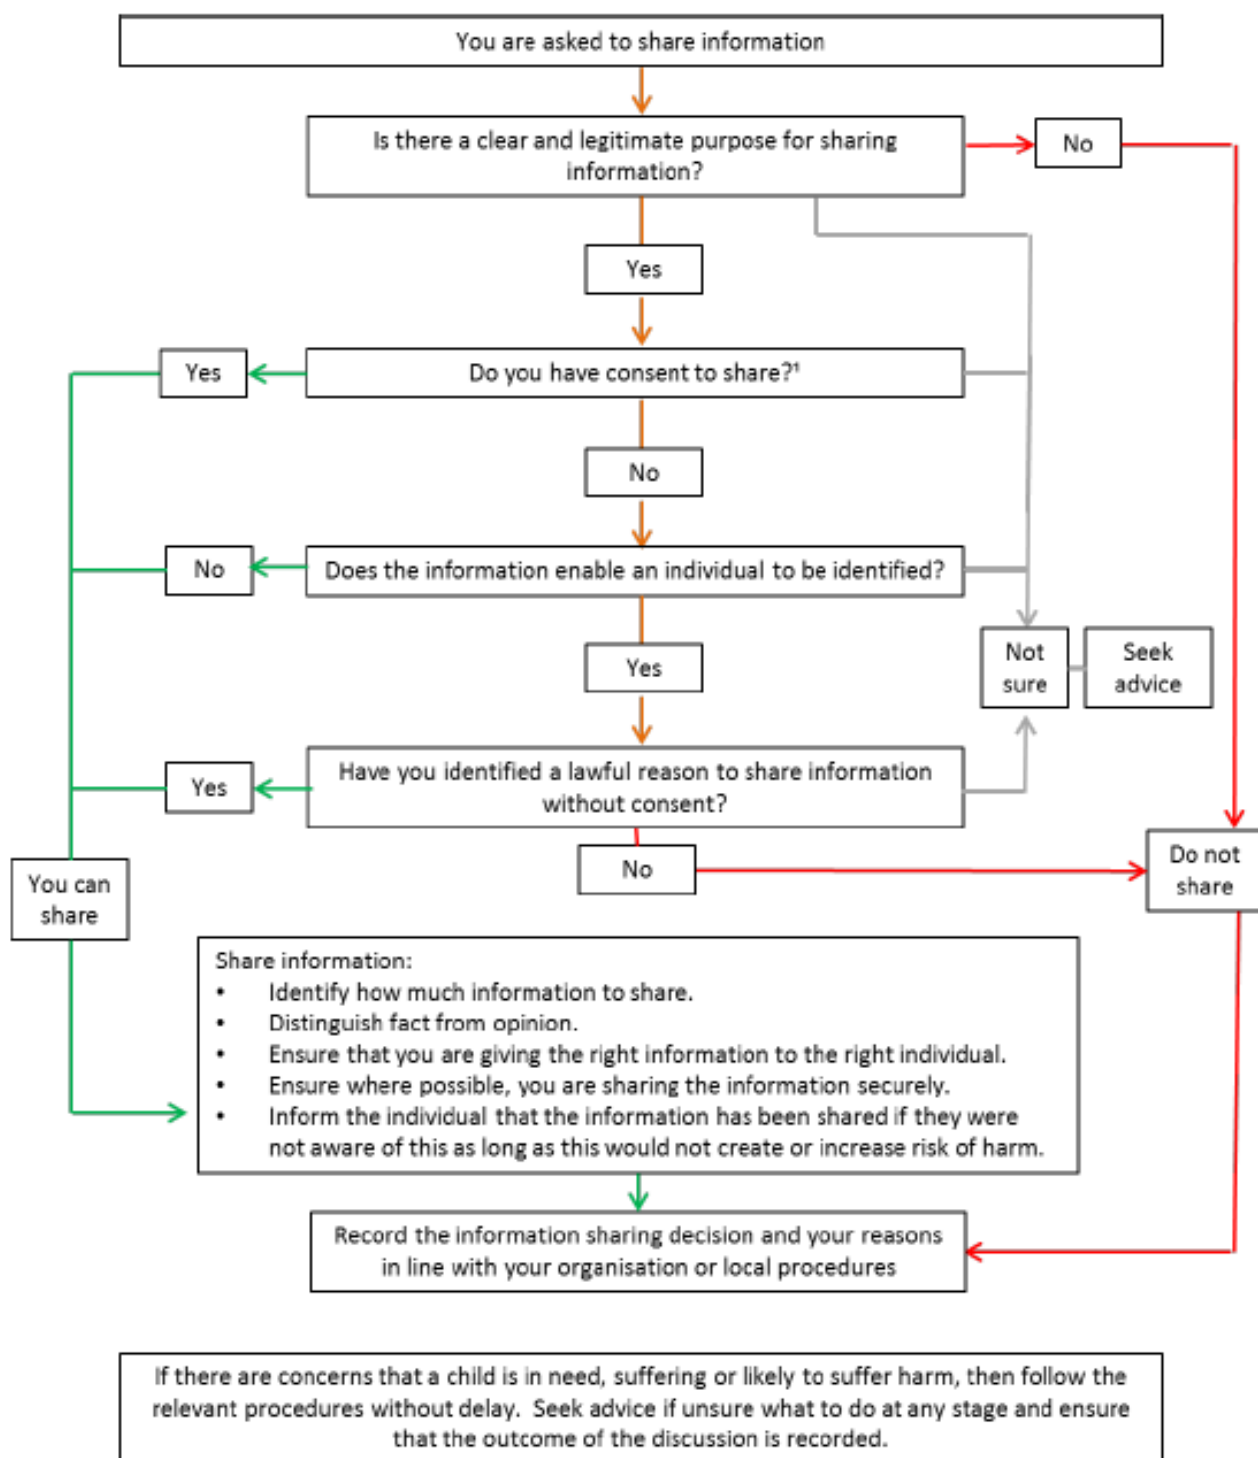 You are asked to share information
Is there a clear and legitimate purpose for sharing
information?
No
Yes
Do you have consent to share?¹
Yes
No
Does the information enable an individual to be identified?
No
Yes
Not
sure
Seek
advice
Have you identified a lawful reason to share information
without consent?
Yes
No
Do not
share
You can
share
Share information:
• Identify how much information to share.
• Distinguish fact from opinion.
• Ensure that you are giving the right information to the right individual.
• Ensure where possible, you are sharing the information securely.
• Inform the individual that the information has been shared if they were
not aware of this as long as this would not create or increase risk of harm.
Record the information sharing decision and your reasons
in line with your organisation or local procedures
If there are concerns that a child is in need, suffering or likely to suffer harm, then follow the
relevant procedures without delay. Seek advice if unsure what to do at any stage and ensure
that the outcome of the discussion is recorded.